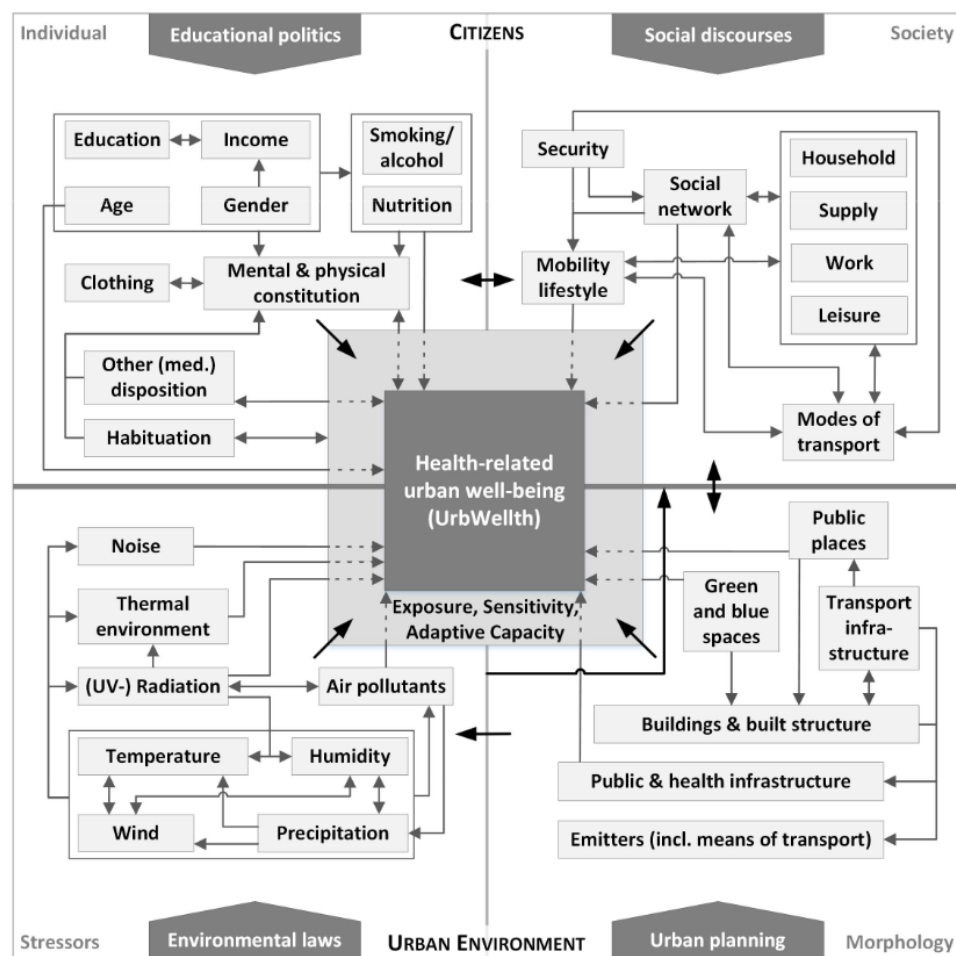 Individual
Educational politics
CITIZENS
Social discourses
Society
Education
Income
Age
Gender
Smoking/
alcohol
Nutrition
Clothing
Mental & physical
constitution
Other (med.)
disposition
Habituation
Security
Social
network
Mobility
lifestyle
Household
Supply
Work
Leisure
Modes of
transport
Health-related
urban well-being
(UrbWellth)
Exposure, Sensitivity,
Adaptive Capacity
Noise
Thermal
environment
(UV-) Radiation
Air pollutants
Temperature
Humidity
Wind
Precipitation
Public
places
Green
and blue
spaces
Transport
infra-
structure
Buildings & built structure
Public & health infrastructure
Emitters (incl. means of transport)
Stressors
Environmental laws
URBAN ENVIRONMENT
Urban planning
Morphology